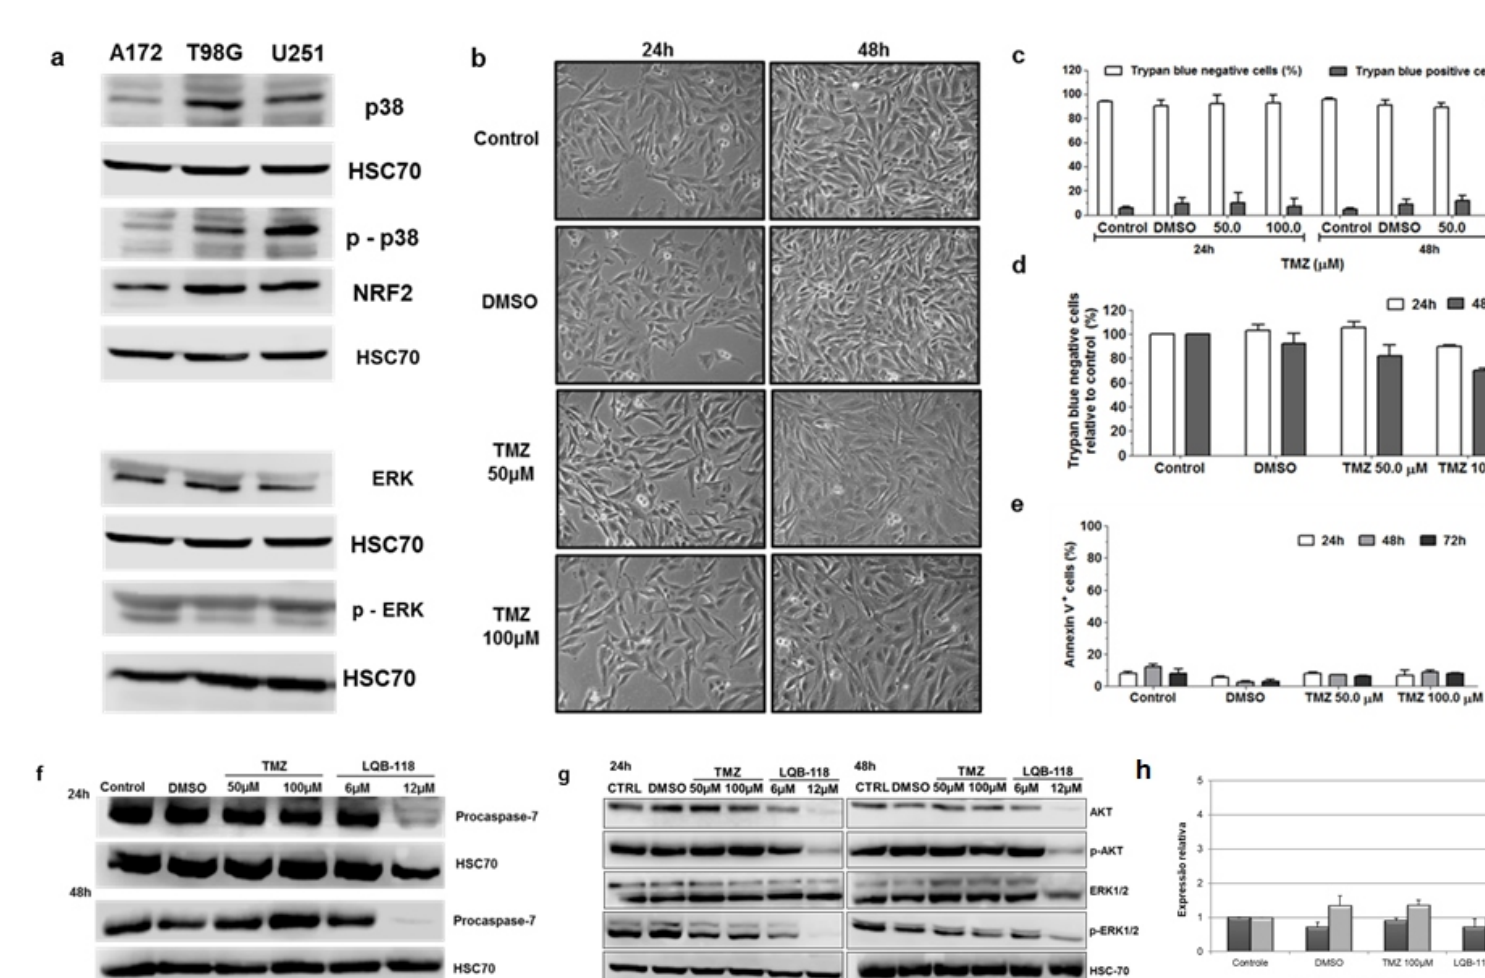 a
A172 T98G U251
p38
HSC70
p - p38
NRF2
HSC70
ERK
HSC70
p - ERK
HSC70
b
24h 48h
Control
DMSO
TMZ
50µM
TMZ
100µM
c
Trypan blue negative cells (%) Trypan blue positive ce
120
100
80
60
40
20
0
Control DMSO 50.0 100.0 Control DMSO 50.0
24h 48h
TMZ (µM)
d
Trypan blue negative cells
relative to control (%)
24h 48
120
100
80
60
40
20
0
Control DMSO TMZ 50.0 µM TMZ 10
e
Annexin V + cells (%)
24h 48h 72h
100
80
60
40
20
0
Control DMSO TMZ 50.0 µM TMZ 100.0 µM
f
TMZ LQB-118
Control DMSO 50µM 100µM 6µM 12µM
24h
Procaspase-7
HSC70
48h
Procaspase-7
HSC70
g
24h 48h
TMZ LQB-118 TMZ LQB-118
CTRL DMSO 50µM 100µM 6µM 12µM CTRL DMSO 50µM 100µM 6µM 12µM
AKT
p-AKT
ERK1/2
p-ERK1/2
HSC-70
h
Expressão relativa
5
4
3
2
1
0
Controle DMSO TMZ 100µM LQB-11